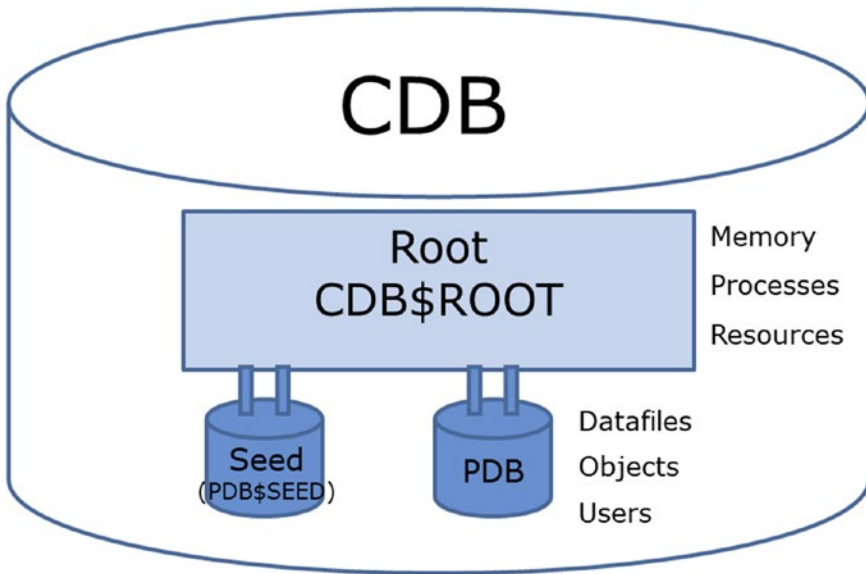 CDB
Root
CDB$ROOT
Memory
Processes
Resources
Seed
(PDB$SEED)
PDB
Datafiles
Objects
Users